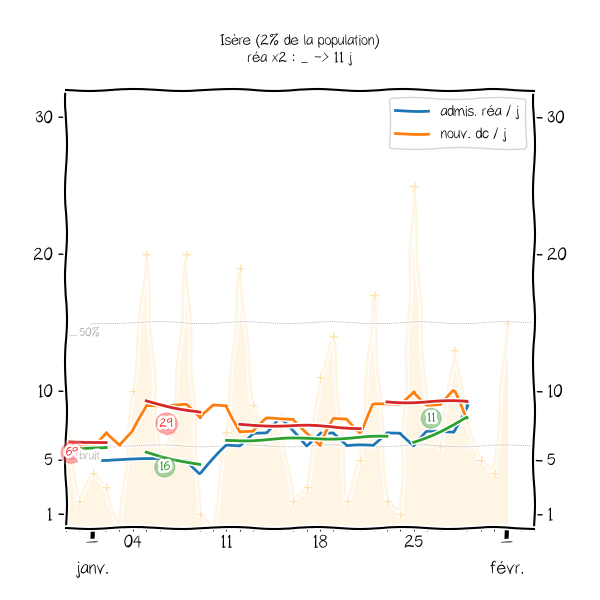 Isère (2% de la population)
réa x2 : _ -> 11 j
admis. réa / j
nouv. dc / j
30
30
20
20
50%
10
10
11
29
69
bruit
5
5
16
1
1
04
11
18
25
janv.
févr.